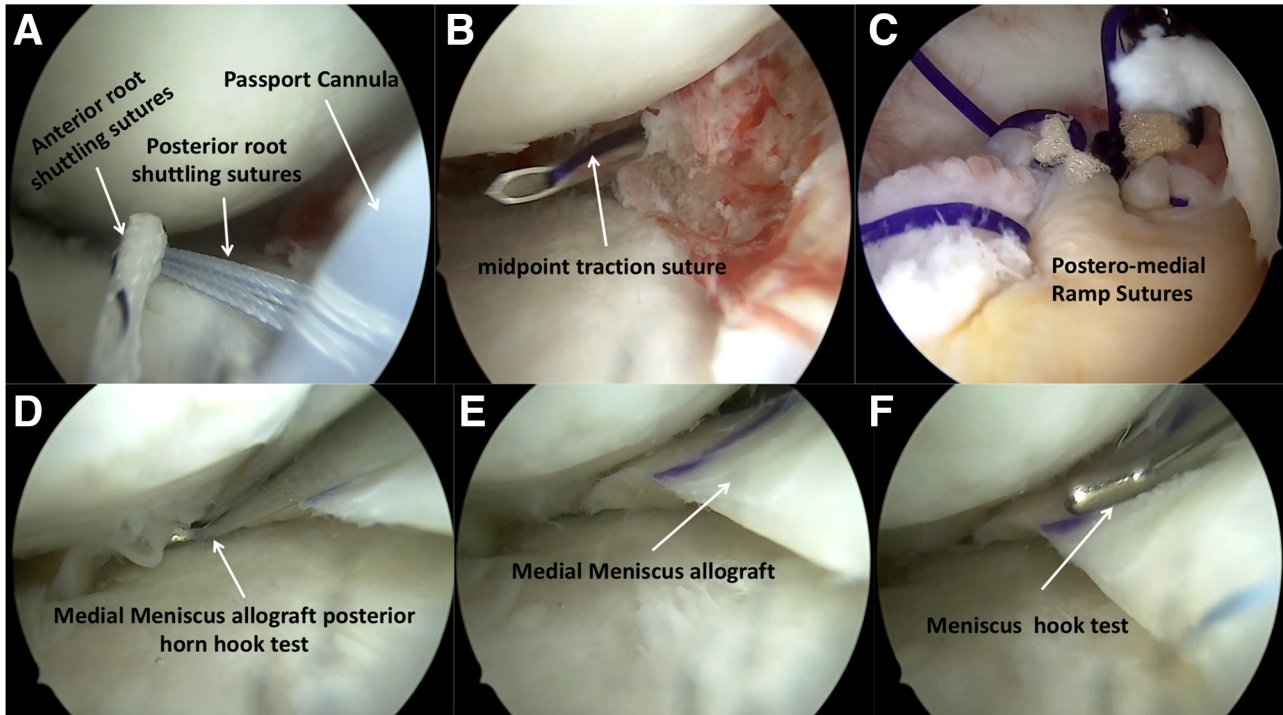 A
Anterior root
shuttling sutures
Posterior root
shuttling sutures
Passport Cannula
B
midpoint traction suture
C
Postero-medial
Ramp Sutures
D
Medial Meniscus allograft posterior
horn hook test
E
Medial Meniscus allograft
F
Meniscus hook test